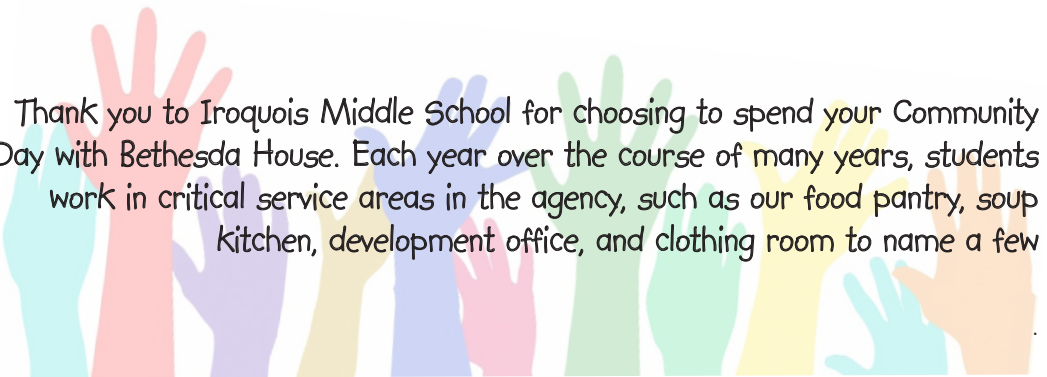 Thank you to Iroquois Middle School for choosing to spend your Community
Day with Bethesda House. Each year over the course of many years, students
work in critical service areas in the agency, such as our food pantry, soup
kitchen, development office, and clothing room to name a few
.